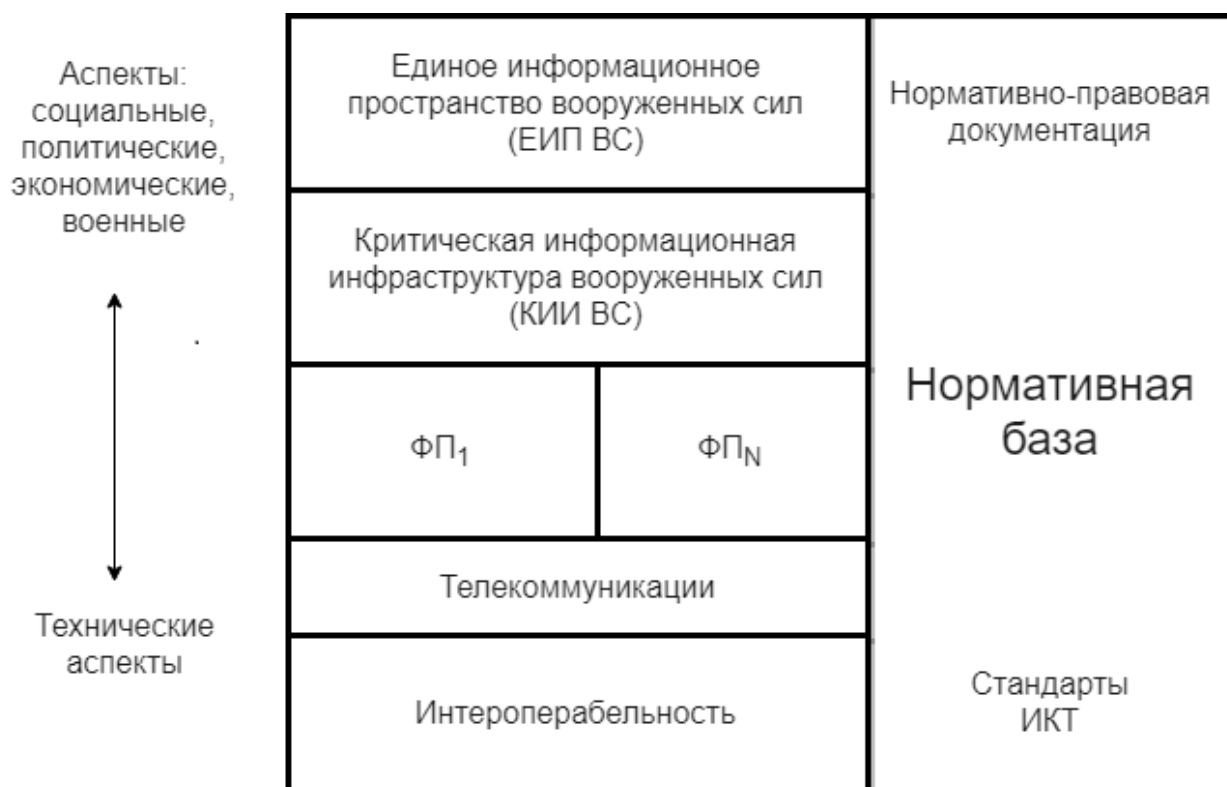 Аспекты:
социальные,
политические,
экономические,
военные
Технические
аспекты
Единое информационное
пространство вооруженных сил
(ЕИП ВС)
Критическая информационная
инфраструктура вооруженных сил
(КИИ ВС)
ФП1
ФПN
Телекоммуникации
Интероперабельность
Нормативно-правовая
документация
Нормативная
база
Стандарты
ИКТ